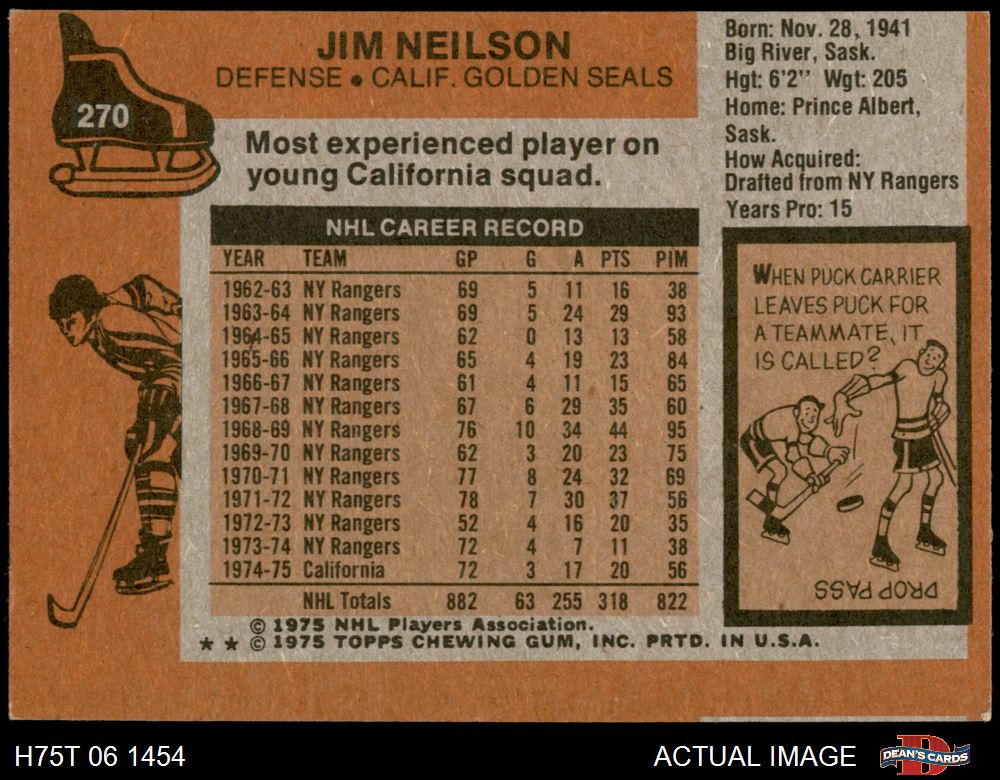 270
JIM NEILSON
DEFENSE • CALIF. GOLDEN SEALS
Most experienced player on
young California squad.
Born: Nov. 28, 1941
Big River, Sask.
Hgt: 6'2'' Wgt: 205
Home: Prince Albert,
Sask.
How Acquired:
Drafted from NY Rangers
Years Pro: 15
NHL CAREER RECORD
YEAR TEAM GP G A PTS PIM
1962-63 NY Rangers 69 5 11 16 38
1963-64 NY Rangers 69 5 24 29 93
1964-65 NY Rangers 62 0 13 13 58
1965-66 NY Rangers 65 4 19 23 84
1966-67 NY Rangers 61 4 11 15 65
1967-68 NY Rangers 67 6 29 35 60
1968-69 NY Rangers 76 10 34 44 95
1969-70 NY Rangers 62 3 20 23 75
1970-71 NY Rangers 77 8 24 32 69
1971-72 NY Rangers 78 7 30 37 56
1972-73 NY Rangers 52 4 16 20 35
1973-74 NY Rangers 72 4 7 11 38
1974-75 California 72 3 17 20 56
NHL Totals 882 63 255 318 822
WHEN PUCK CARRIER
LEAVES PUCK FOR
A TEAMMATE, IT
IS CALLED?
DROP PASS
© 1975 NHL Players Association.
★ ★ © 1975 TOPPS CHEWING GUM, INC. PRTD. IN U.S.A.
H75T 06 1454
ACTUAL IMAGE
D
DEAN'S CARDS